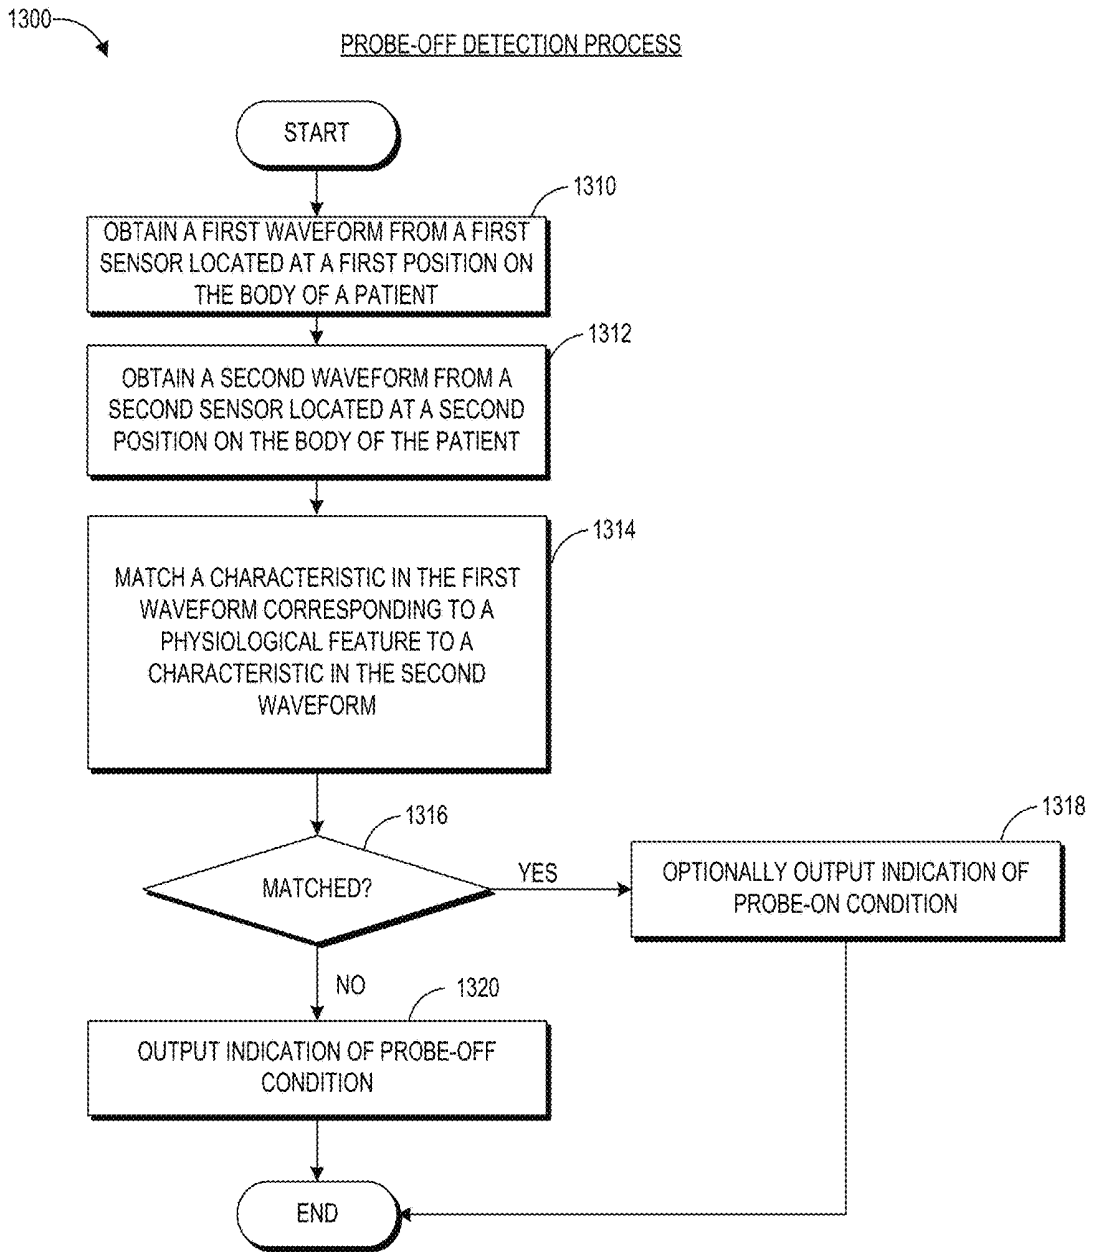 1300
PROBE-OFF DETECTION PROCESS
START
1310
OBTAIN A FIRST WAVEFORM FROM A FIRST
SENSOR LOCATED AT A FIRST POSITION ON
THE BODY OF A PATIENT
1312
OBTAIN A SECOND WAVEFORM FROM A
SECOND SENSOR LOCATED AT A SECOND
POSITION ON THE BODY OF THE PATIENT
1314
MATCH A CHARACTERISTIC IN THE FIRST
WAVEFORM CORRESPONDING TO A
PHYSIOLOGICAL FEATURE TO A
CHARACTERISTIC IN THE SECOND
WAVEFORM
1316
MATCHED?
YES
1318
OPTIONALLY OUTPUT INDICATION OF
PROBE-ON CONDITION
NO
1320
OUTPUT INDICATION OF PROBE-OFF
CONDITION
END